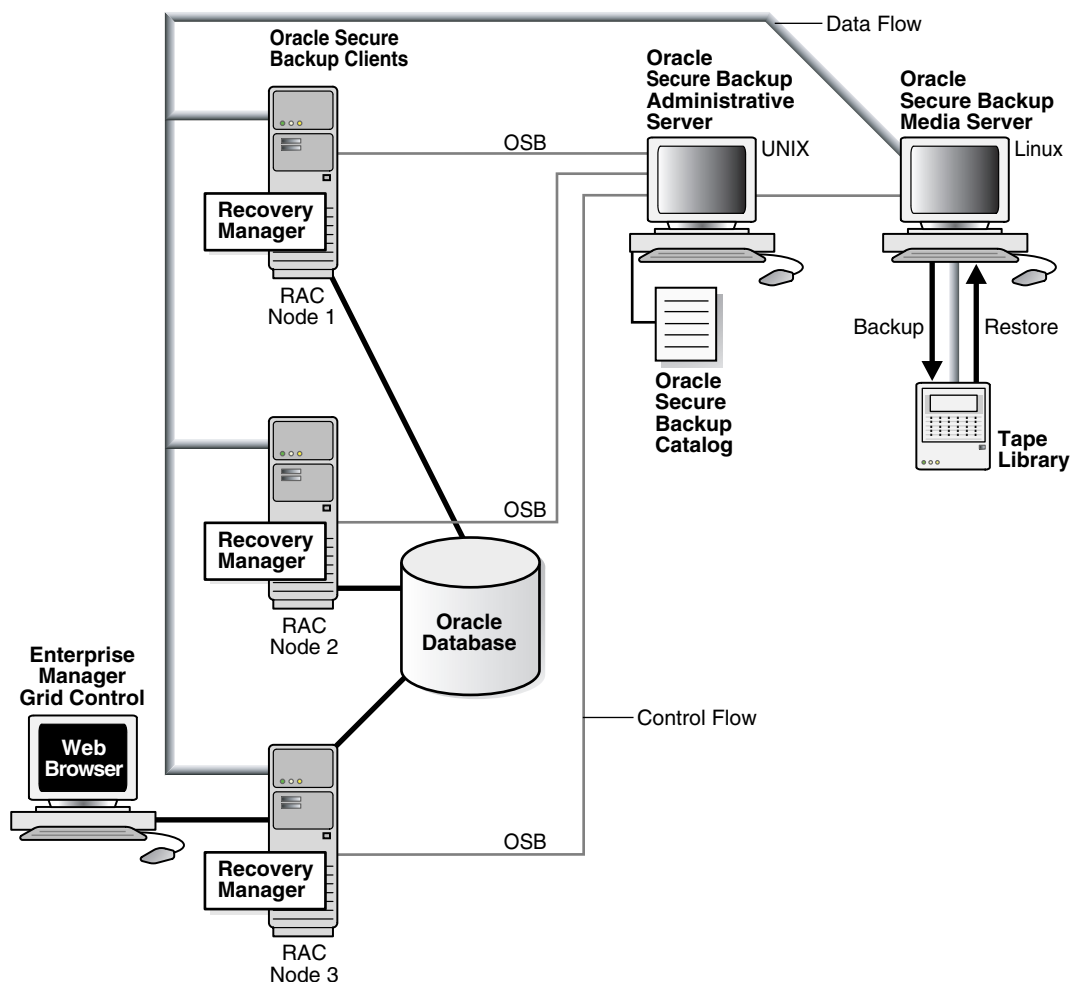 Data Flow
Oracle Secure
Backup Clients
Oracle
Secure Backup
Administrative
Server
Oracle
Secure Backup
Media Server
OSB
UNIX
Linux
Recovery
Manager
RAC
Node 1
Backup
Restore
Oracle
Secure
Backup
Catalog
Tape
Library
OSB
Recovery
Manager
RAC
Node 2
Oracle
Database
Enterprise
Manager
Grid Control
Web
Browser
Control Flow
OSB
Recovery
Manager
RAC
Node 3